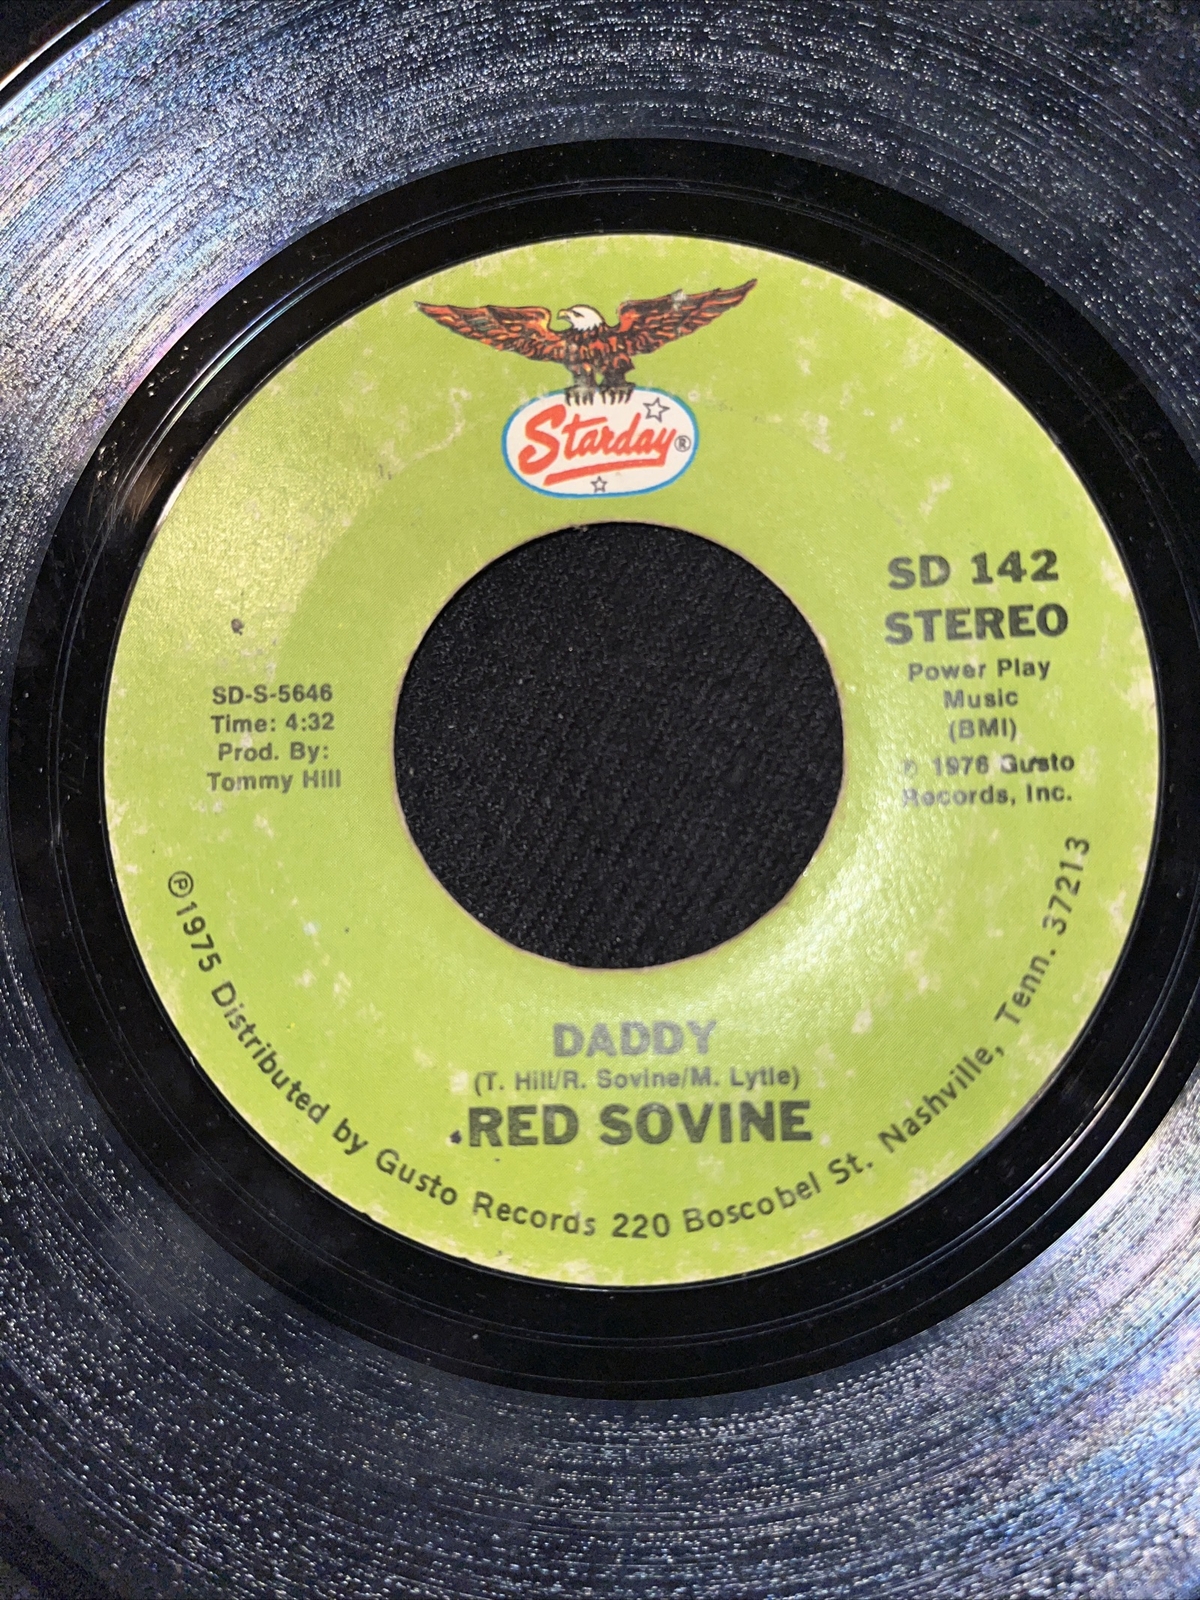 Starday®
SD 142
STEREO
Power Play
Music
(BMI)
℗ 1976 Gusto
Records, Inc.
SD-S-5646
Time: 4:32
Prod. By:
Tommy Hill
DADDY
(T. Hill/R. Sovine/M. Lytle)
RED SOVINE
℗1975 Distributed by Gusto Records 220 Boscobel St. Nashville, Tenn. 37213